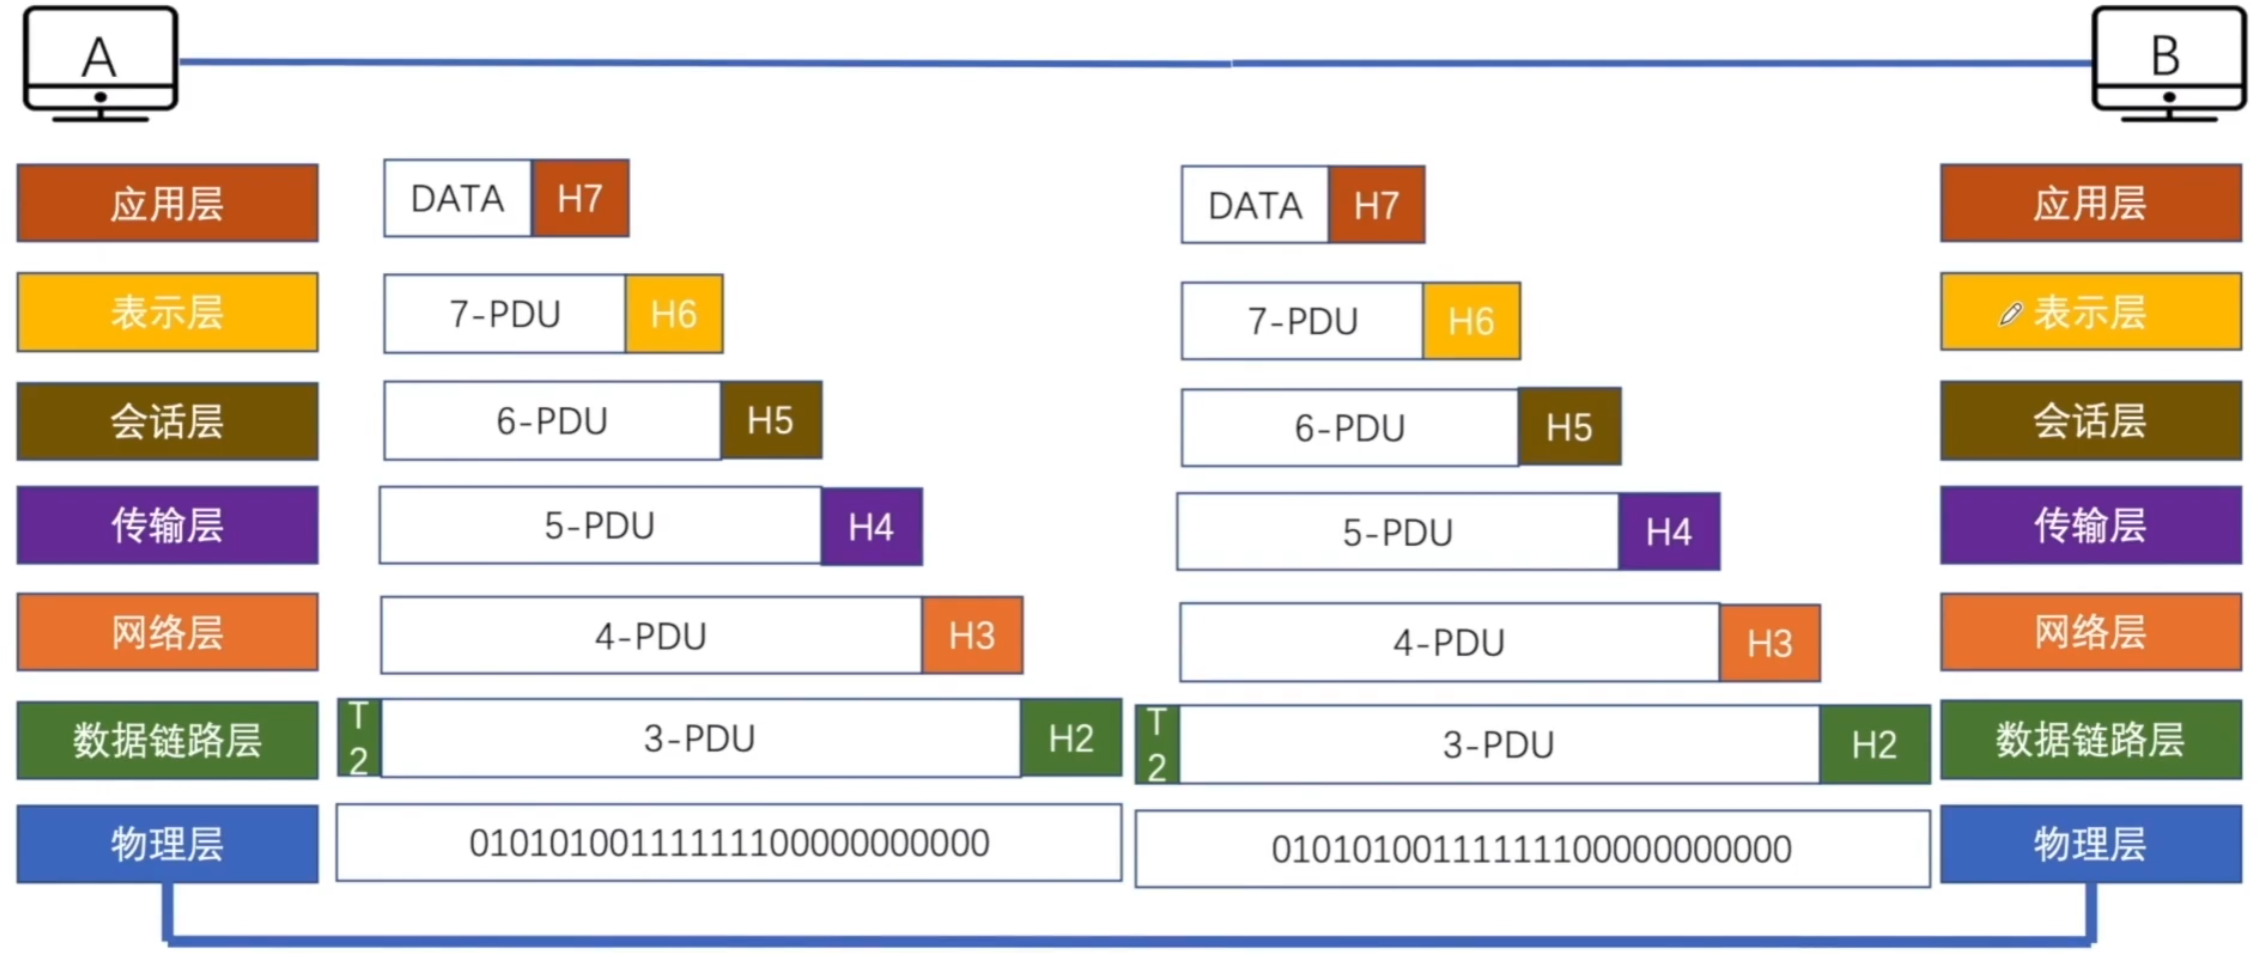 A B
应用层 DATA H7 DATA H7 应用层
表示层 7-PDU H6 7-PDU H6 表示层
会话层 6-PDU H5 6-PDU H5 会话层
传输层 5-PDU H4 5-PDU H4 传输层
网络层 4-PDU H3 4-PDU H3 网络层
数据链路层 T2 3-PDU H2 T2 3-PDU H2 数据链路层
物理层 010101001111111100000000000 010101001111111100000000000 物理层